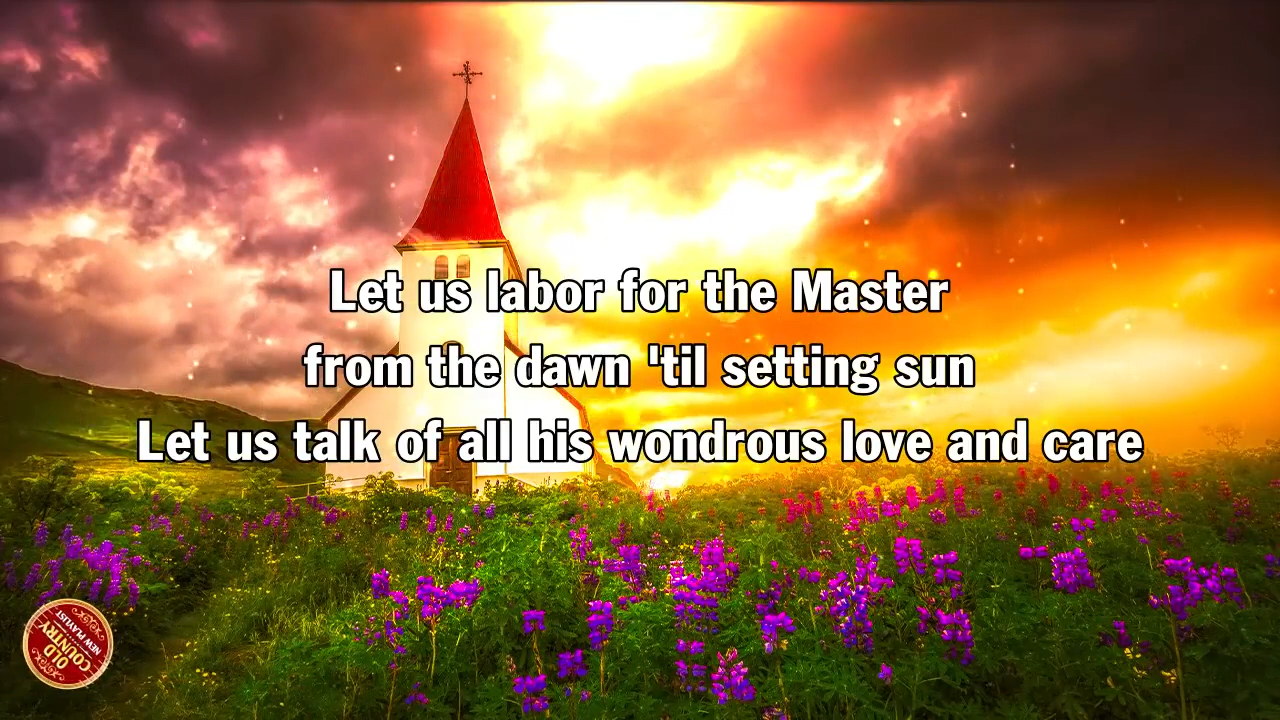 Let us labor for the Master
from the dawn 'til setting sun
Let us talk of all his wondrous love and care
OLD
COUNTRY
NEW PLAYLIST